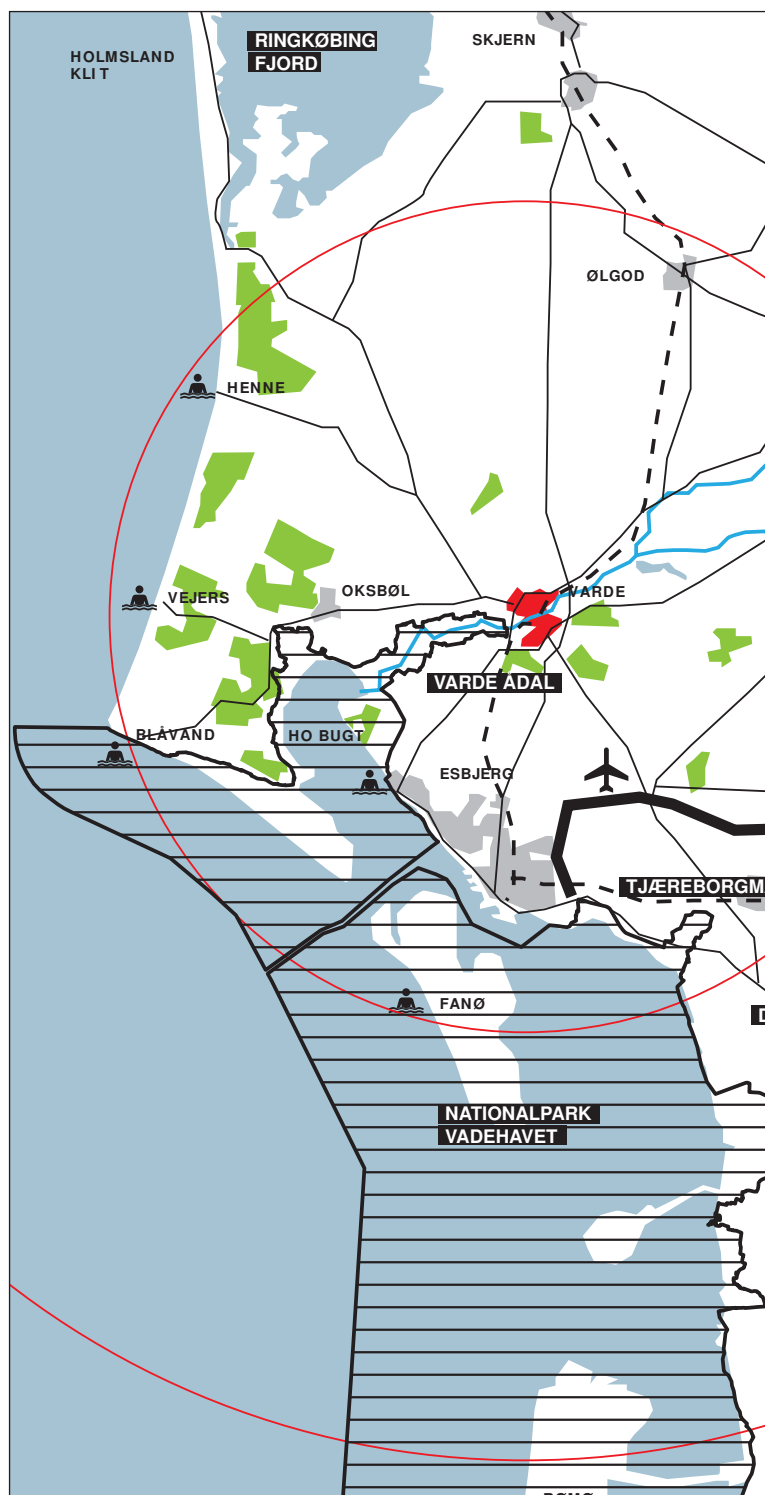 RINGKØBING
FJORD
SKJERN
HOLMSLAND
KLIT
ØLGOD
HENNE
VEJERS
OKSBØL
VARDE
VARDE ÅDAL
BLÅVAND
HO BUGT
ESBJERG
TJÆREBORGM
FANØ
D
NATIONALPARK
VADEHAVET